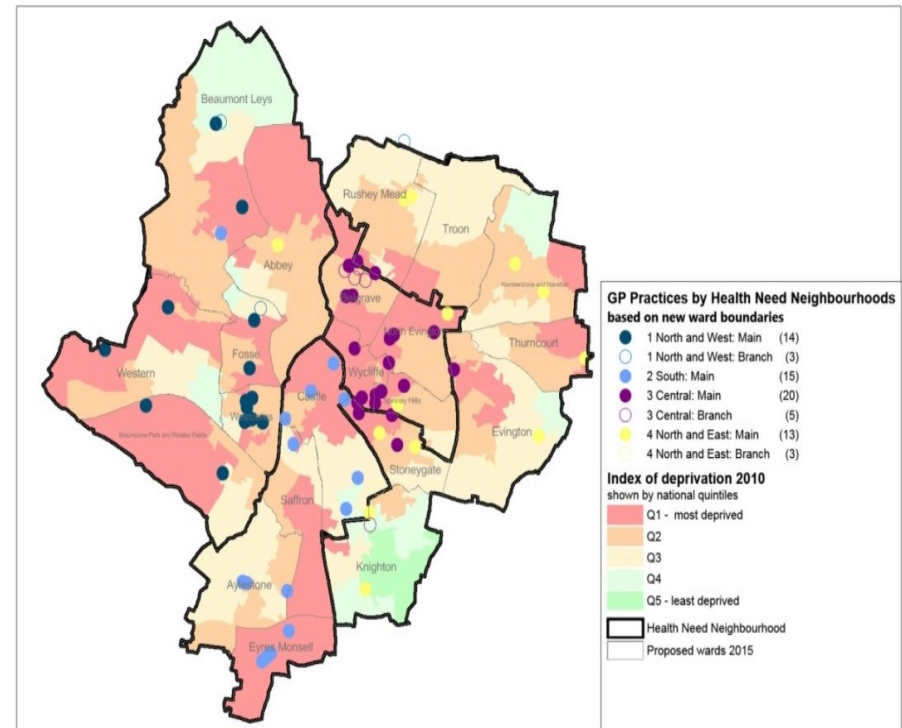 Beaumont Leys
Rushey Mead
Troon
Abbey
Humberstone and Hamilton
Belgrave
North Evington
Thurncourt
Fosse
Western
Wycliffe
Castle
Spinney Hills
Westcotes
Braunstone Park and Rowley Fields
Evington
Stoneygate
Saffron
Knighton
Aylestone
Eyres Monsell
GP Practices by Health Need Neighbourhoods
based on new ward boundaries
1 North and West: Main (14)
1 North and West: Branch (3)
2 South: Main (15)
3 Central: Main (20)
3 Central: Branch (5)
4 North and East: Main (13)
4 North and East: Branch (3)
Index of deprivation 2010
shown by national quintiles
Q1 - most deprived
Q2
Q3
Q4
Q5 - least deprived
Health Need Neighbourhood
Proposed wards 2015